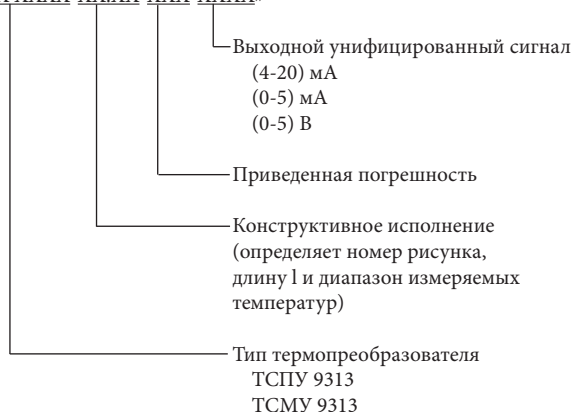 Выходной унифицированный сигнал
(4-20) мА
(0-5) мА
(0-5) В
Приведенная погрешность
Конструктивное исполнение
(определяет номер рисунка,
длину l и диапазон измеряемых
температур)
Тип термопреобразователя
ТСПУ 9313
ТСМУ 9313